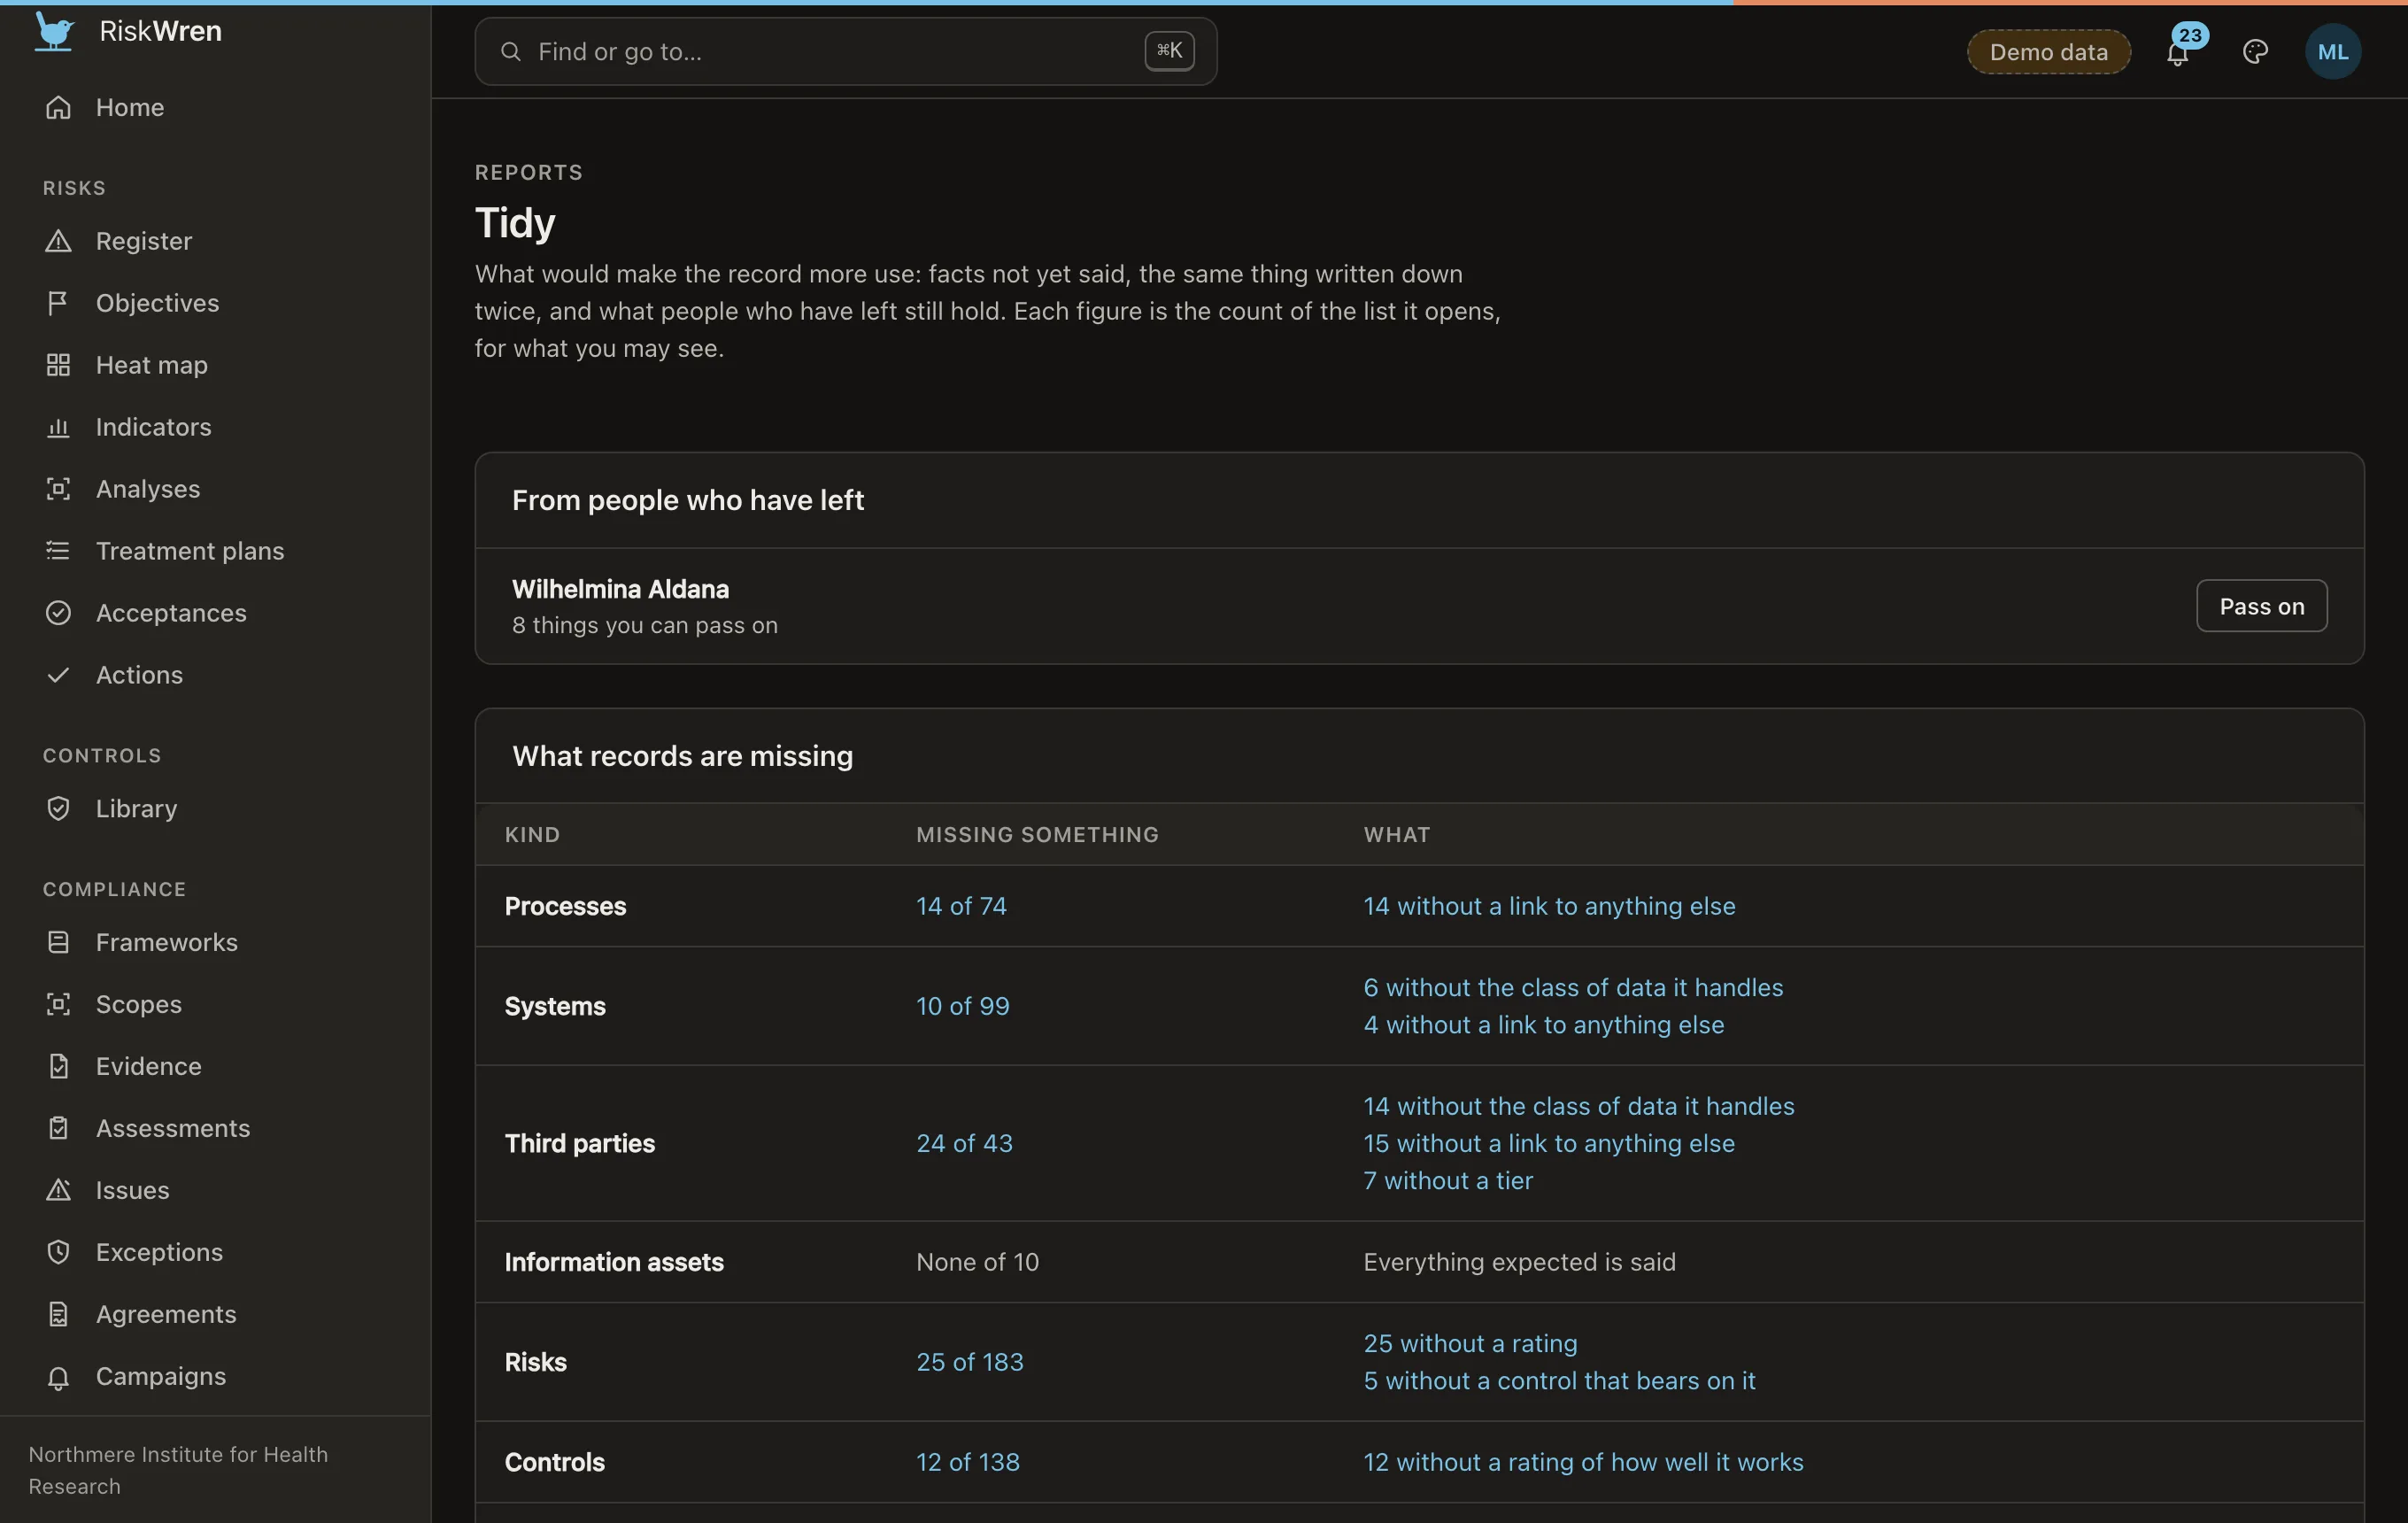 RiskWren
Find or go to...
⌘K
Demo data
23
ML
Home
RISKS
Register
Objectives
Heat map
Indicators
Analyses
Treatment plans
Acceptances
Actions
CONTROLS
Library
COMPLIANCE
Frameworks
Scopes
Evidence
Assessments
Issues
Exceptions
Agreements
Campaigns
Northmere Institute for Health
Research
REPORTS
Tidy
What would make the record more use: facts not yet said, the same thing written down
twice, and what people who have left still hold. Each figure is the count of the list it opens,
for what you may see.
From people who have left
Wilhelmina Aldana
8 things you can pass on
Pass on
What records are missing
KIND MISSING SOMETHING WHAT
Processes 14 of 74 14 without a link to anything else
Systems 10 of 99 6 without the class of data it handles
4 without a link to anything else
Third parties 24 of 43 14 without the class of data it handles
15 without a link to anything else
7 without a tier
Information assets None of 10 Everything expected is said
Risks 25 of 183 25 without a rating
5 without a control that bears on it
Controls 12 of 138 12 without a rating of how well it works